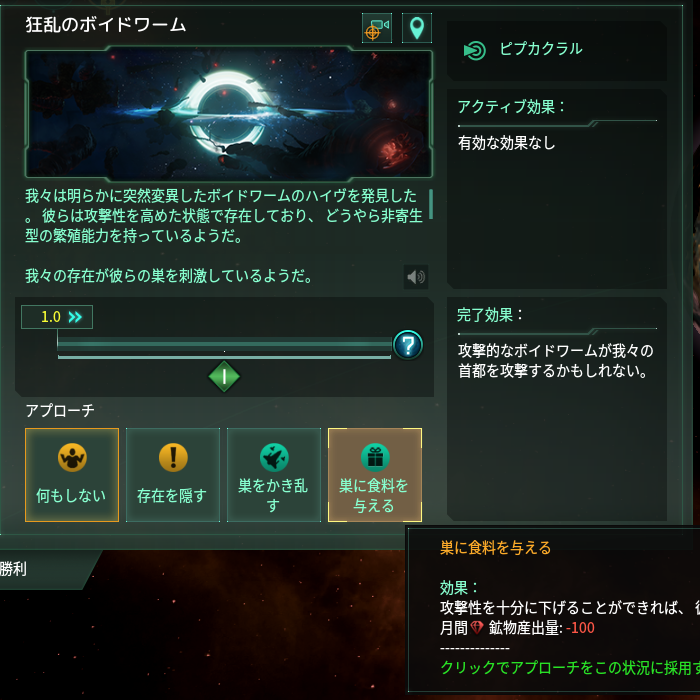 狂乱のボイドワーム
ピプカクラル
アクティブ効果：
有効な効果なし
我々は明らかに突然変異したボイドワームのハイヴを発見した
。彼らは攻撃性を高めた状態で存在しており、どうやら非寄生
型の繁殖能力を持っているようだ。
我々の存在が彼らの巣を刺激しているようだ。
1.0
?
完了効果：
攻撃的なボイドワームが我々の
首都を攻撃するかもしれない。
アプローチ
何もしない
存在を隠す
巣をかき乱
す
巣に食料を
与える
勝利
巣に食料を与える
効果：
攻撃性を十分に下げることができれば、
月間 鉱物産出量: -100
--------------
クリックでアプローチをこの状況に採用す